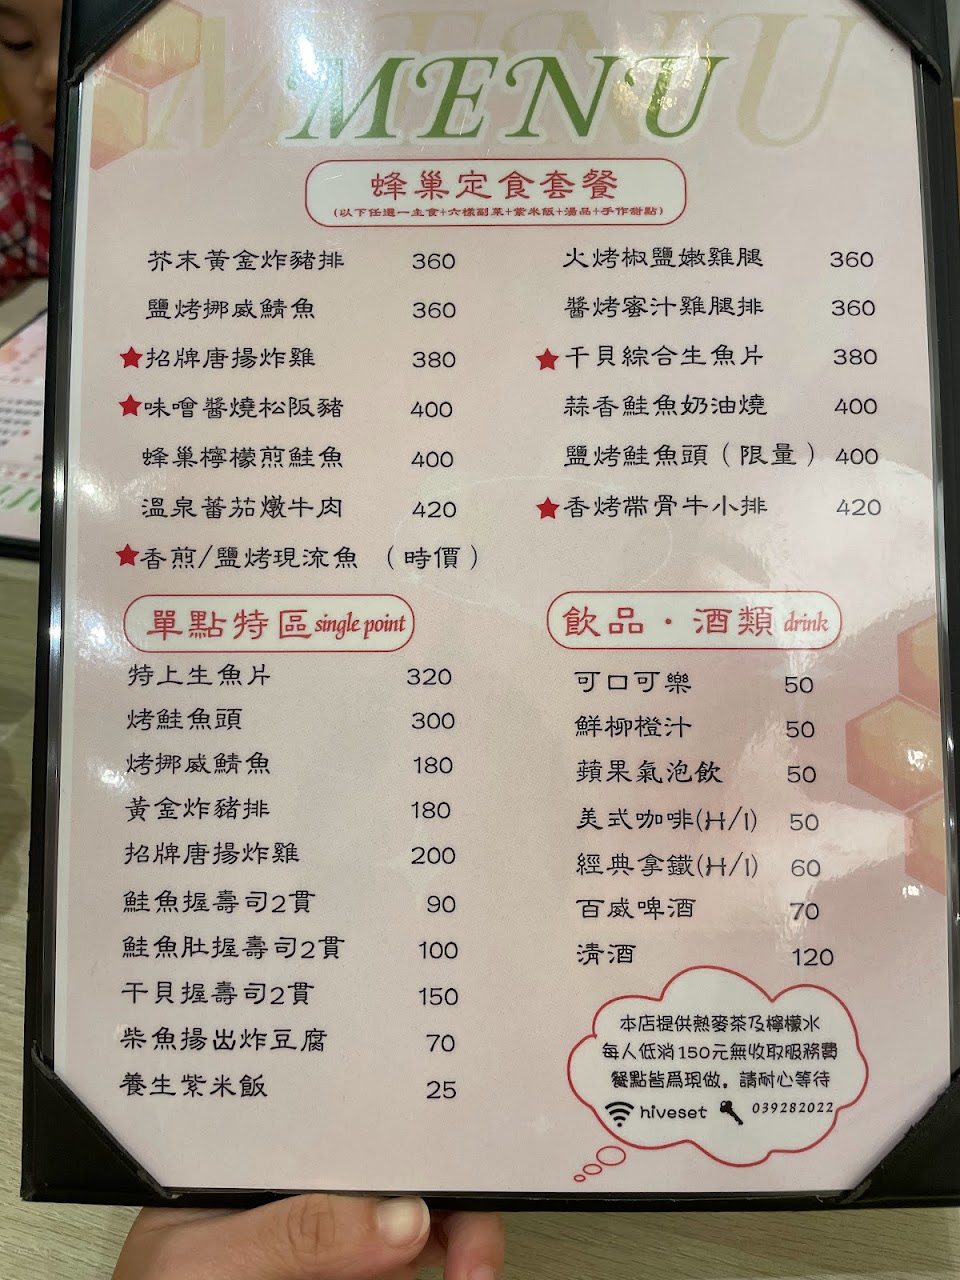 MENU
蜂巢定食套餐
(以下任選一主食+六樣副菜+紫米飯+湯品+手作甜點)
芥末黃金炸豬排 360
鹽烤挪威鯖魚 360
★招牌唐揚炸雞 380
★味噌醬燒松阪豬 400
蜂巢檸檬煎鮭魚 400
溫泉蕃茄燉牛肉 420
★香煎/鹽烤現流魚 (時價)
火烤椒鹽嫩雞腿 360
醬烤蜜汁雞腿排 360
★干貝綜合生魚片 380
蒜香鮭魚奶油燒 400
鹽烤鮭魚頭(限量) 400
★香烤帶骨牛小排 420
單點特區 single point
特上生魚片 320
烤鮭魚頭 300
烤挪威鯖魚 180
黃金炸豬排 180
招牌唐揚炸雞 200
鮭魚握壽司2貫 90
鮭魚肚握壽司2貫 100
干貝握壽司2貫 150
柴魚揚出炸豆腐 70
養生紫米飯 25
飲品·酒類 drink
可口可樂 50
鮮柳橙汁 50
蘋果氣泡飲 50
美式咖啡(H/I) 50
經典拿鐵(H/I) 60
百威啤酒 70
清酒 120
本店提供熱麥茶及檸檬水
每人低消150元無收取服務費
餐點皆為現做,請耐心等待
hiveset 039282022